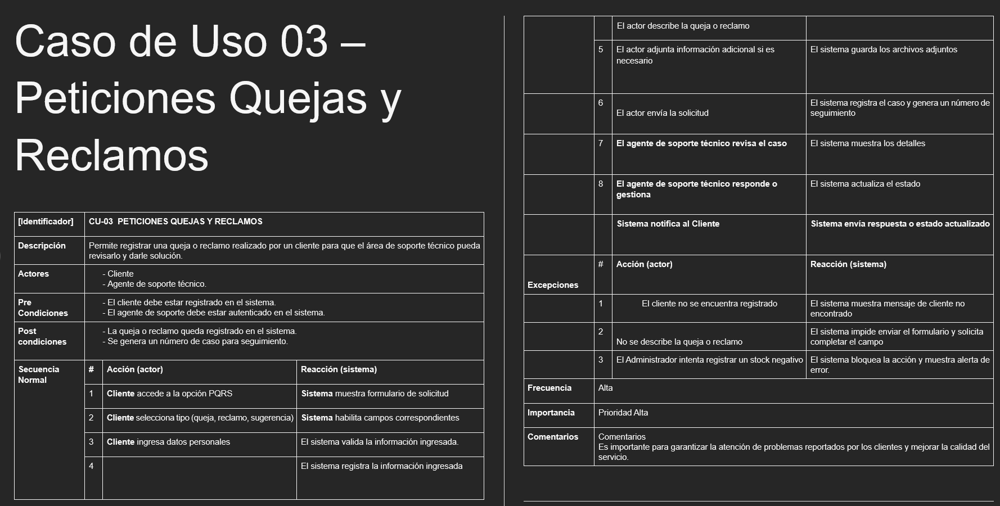 Caso de Uso 03 –
Peticiones Quejas y
Reclamos
[Identificador] CU-03 PETICIONES QUEJAS Y RECLAMOS
Descripción Permite registrar una queja o reclamo realizado por un cliente para que el área de soporte técnico pueda
revisarlo y darle solución.
Actores - Cliente
- Agente de soporte técnico.
Pre - El cliente debe estar registrado en el sistema.
Condiciones - El agente de soporte debe estar autenticado en el sistema.
Post - La queja o reclamo queda registrado en el sistema.
condiciones - Se genera un número de caso para seguimiento.
Secuencia # Acción (actor) Reacción (sistema)
Normal
1 Cliente accede a la opción PQRS Sistema muestra formulario de solicitud
2 Cliente selecciona tipo (queja, reclamo, sugerencia) Sistema habilita campos correspondientes
3 Cliente ingresa datos personales El sistema valida la información ingresada.
4 El sistema registra la información ingresada
El actor describe la queja o reclamo
5 El actor adjunta información adicional si es El sistema guarda los archivos adjuntos
necesario
6 El sistema registra el caso y genera un número de
El actor envía la solicitud seguimiento
7 El agente de soporte técnico revisa el caso El sistema muestra los detalles
8 El agente de soporte técnico responde o El sistema actualiza el estado
gestiona
Sistema notifica al Cliente Sistema envía respuesta o estado actualizado
# Acción (actor) Reacción (sistema)
Excepciones
1 El cliente no se encuentra registrado El sistema muestra mensaje de cliente no
encontrado
2 El sistema impide enviar el formulario y solicita
No se describe la queja o reclamo completar el campo
3 El Administrador intenta registrar un stock negativo El sistema bloquea la acción y muestra alerta de
error.
Frecuencia Alta
Importancia Prioridad Alta
Comentarios Comentarios
Es importante para garantizar la atención de problemas reportados por los clientes y mejorar la calidad del
servicio.